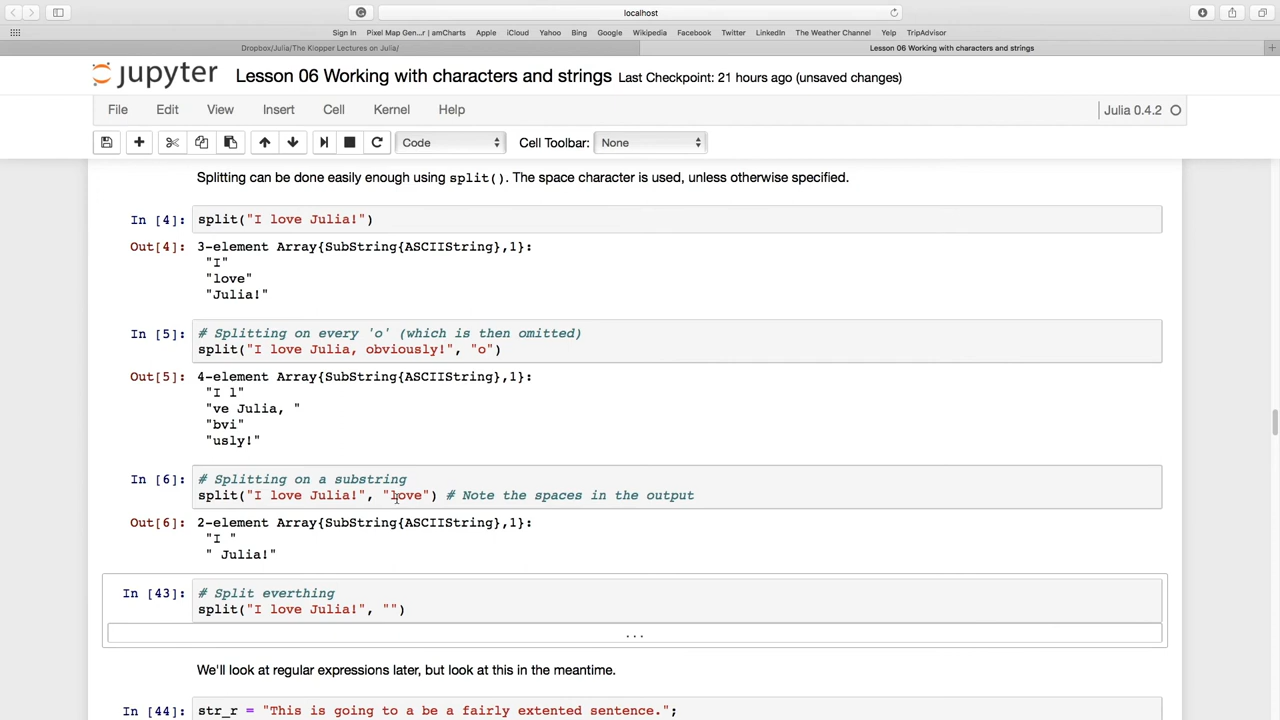 localhost
Sign In Pixel Map Gen...r | amCharts Apple iCloud Yahoo Bing Google Wikipedia Facebook Twitter LinkedIn The Weather Channel Yelp TripAdvisor
Dropbox/Julia/The Klopper Lectures on Julia/ Lesson 06 Working with characters and strings
jupyter Lesson 06 Working with characters and strings Last Checkpoint: 21 hours ago (unsaved changes)
File Edit View Insert Cell Kernel Help Julia 0.4.2
Code Cell Toolbar: None
Splitting can be done easily enough using split(). The space character is used, unless otherwise specified.
In [4]: split("I love Julia!")
Out[4]: 3-element Array{SubString{ASCIIString},1}:
"I"
"love"
"Julia!"
In [5]: # Splitting on every 'o' (which is then omitted)
split("I love Julia, obviously!", "o")
Out[5]: 4-element Array{SubString{ASCIIString},1}:
"I l"
"ve Julia, "
"bvi"
"usly!"
In [6]: # Splitting on a substring
split("I love Julia!", "love") # Note the spaces in the output
Out[6]: 2-element Array{SubString{ASCIIString},1}:
"I "
" Julia!"
In [43]: # Split everthing
split("I love Julia!", "")
...
We'll look at regular expressions later, but look at this in the meantime.
In [44]: str_r = "This is going to a be a fairly extented sentence.";